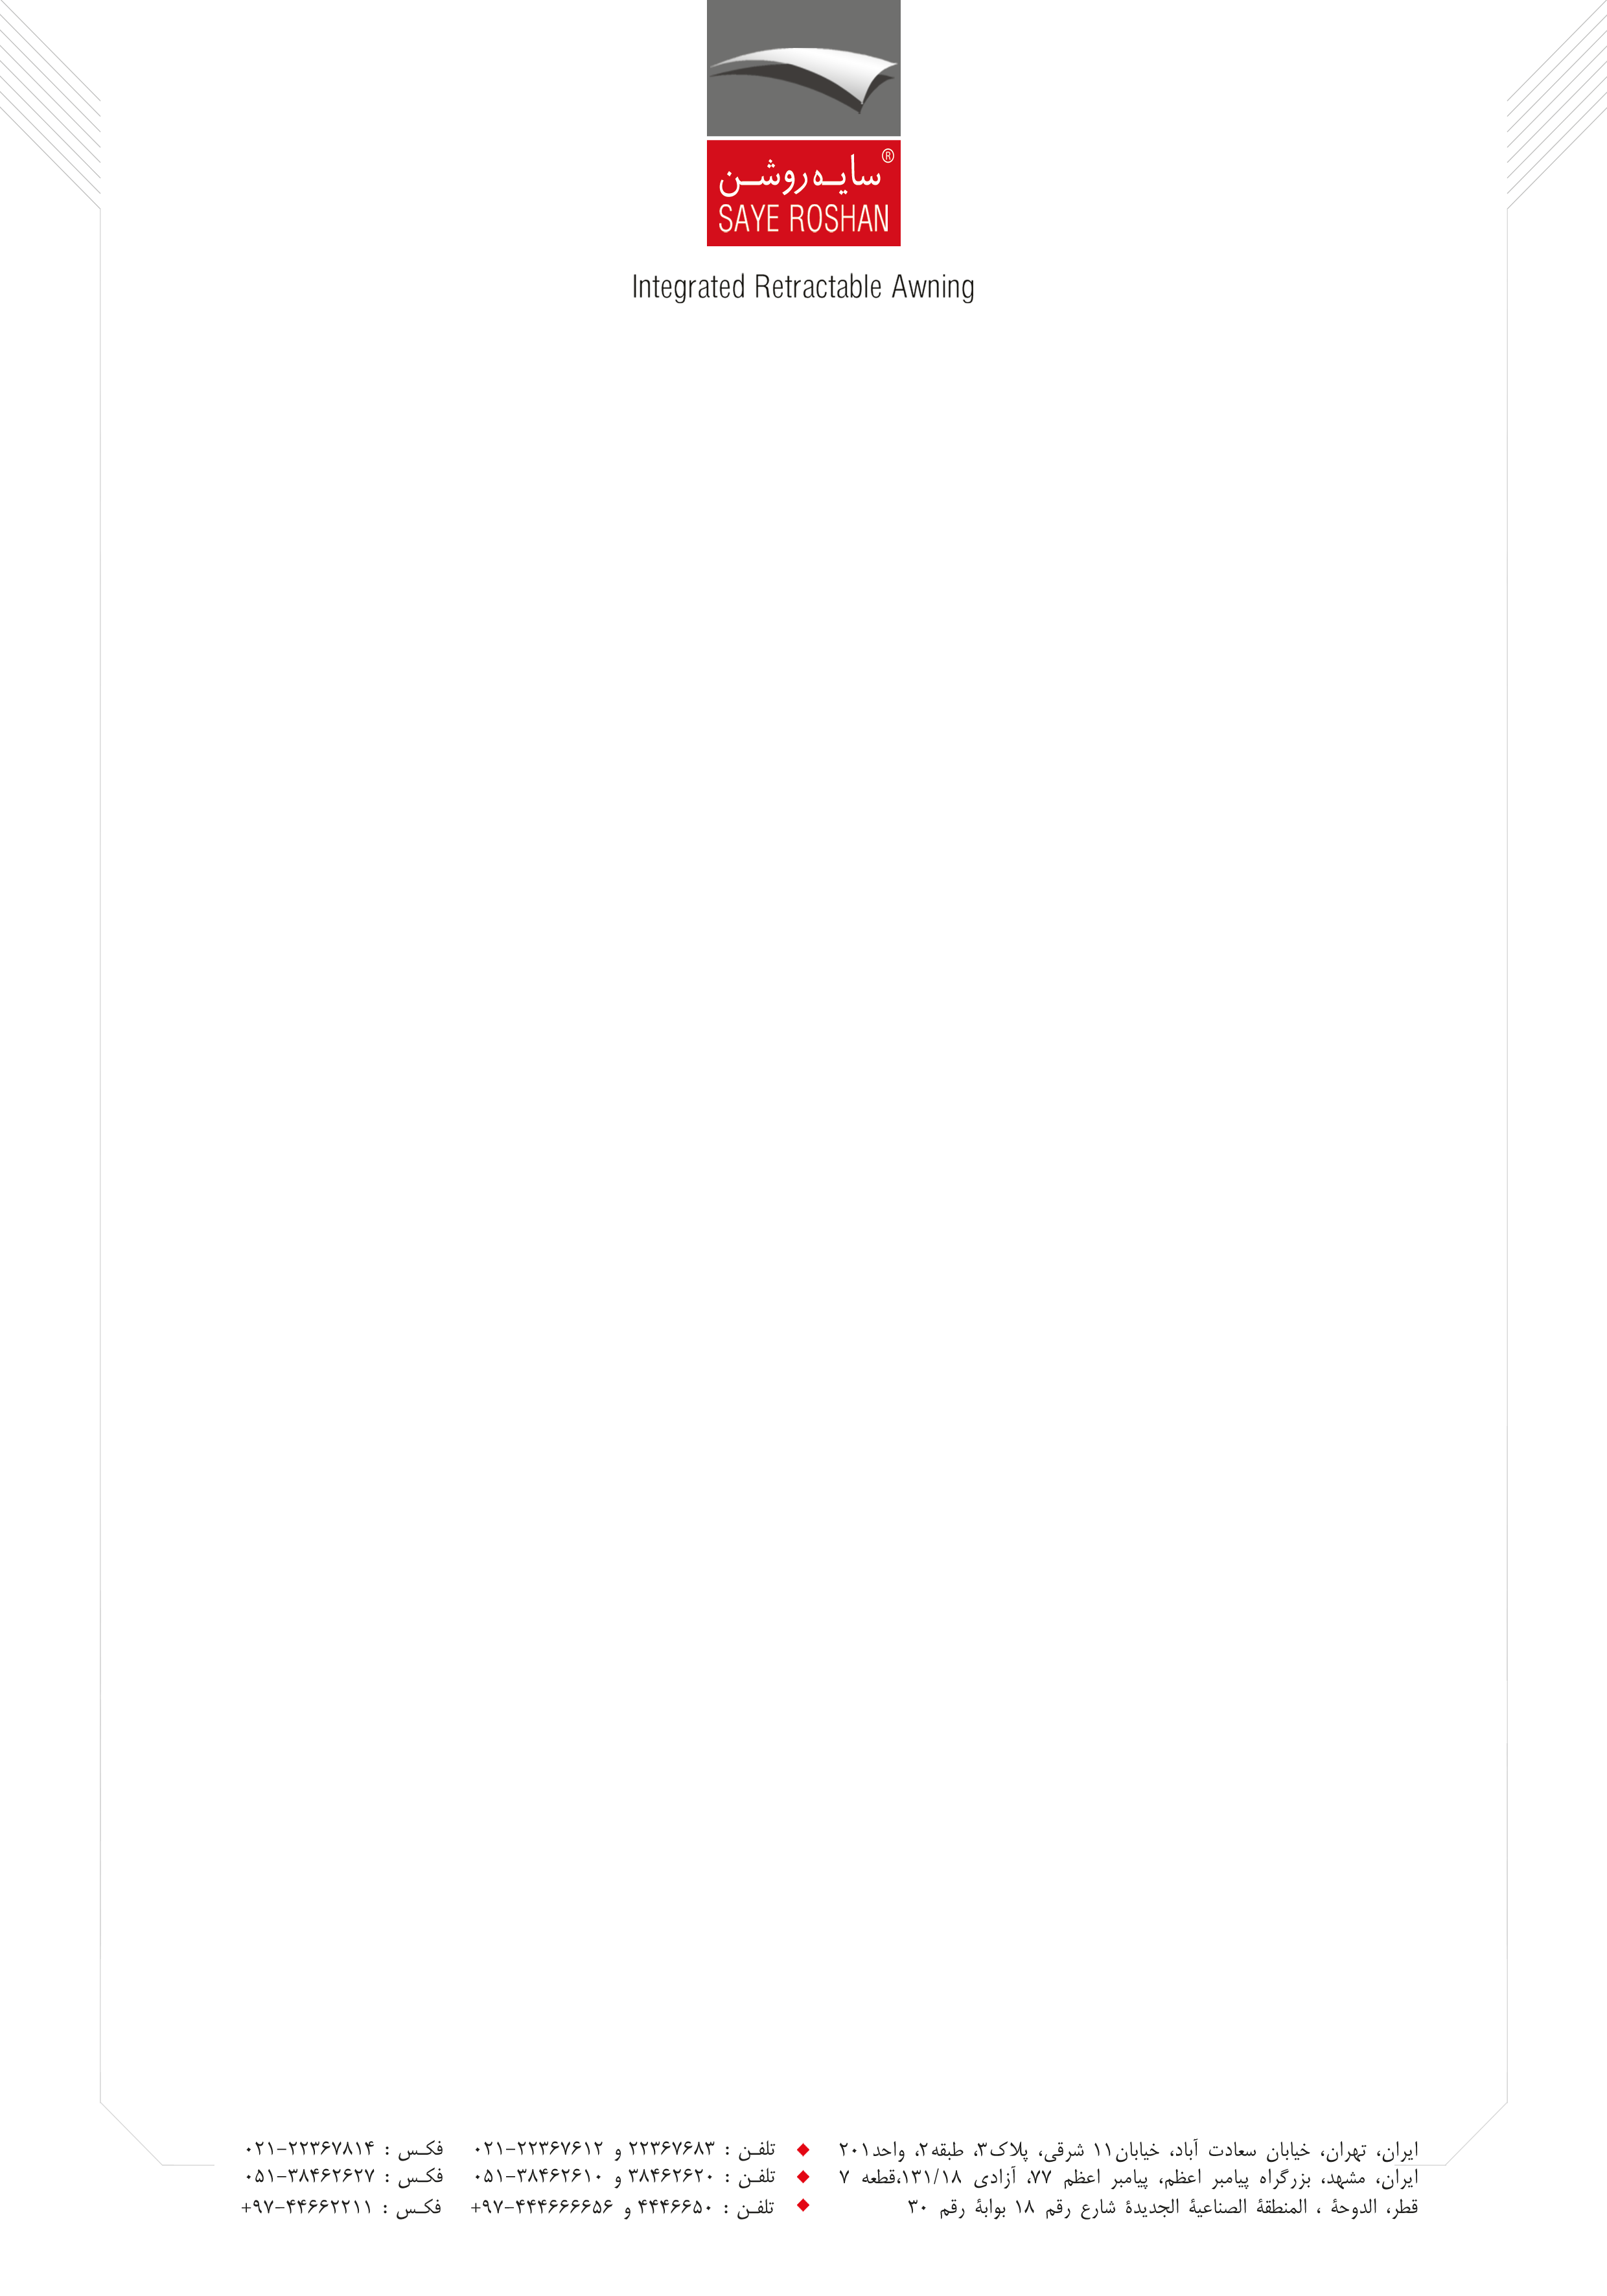 سایه روشن®
SAYE ROSHAN
Integrated Retractable Awning
ایران، تهران، خیابان سعادت آباد، خیابان۱۱ شرقی، پلاک۳، طبقه۲، واحد۲۰۱ ◆ تلفن : ۲۲۳۶۷۶۸۳ و ۰۲۱-۲۲۳۶۷۶۱۲ فکس : ۰۲۱-۲۲۳۶۷۸۱۴
ایران، مشهد، بزرگراه پیامبر اعظم، پیامبر اعظم ۷۷، آزادی ۱۳۱/۱۸،قطعه ۷ ◆ تلفن : ۳۸۴۶۲۶۲۰ و ۰۵۱-۳۸۴۶۲۶۱۰ فکس : ۰۵۱-۳۸۴۶۲۶۲۷
قطر، الدوحة ، المنطقة الصناعیة الجدیدة شارع رقم ۱۸ بوابة رقم ۳۰ ◆ تلفن : ۴۴۴۶۶۵۰ و ۹۷-۴۴۴۶۶۶۶۵۶+ فکس : ۹۷-۴۴۶۶۲۲۱۱+